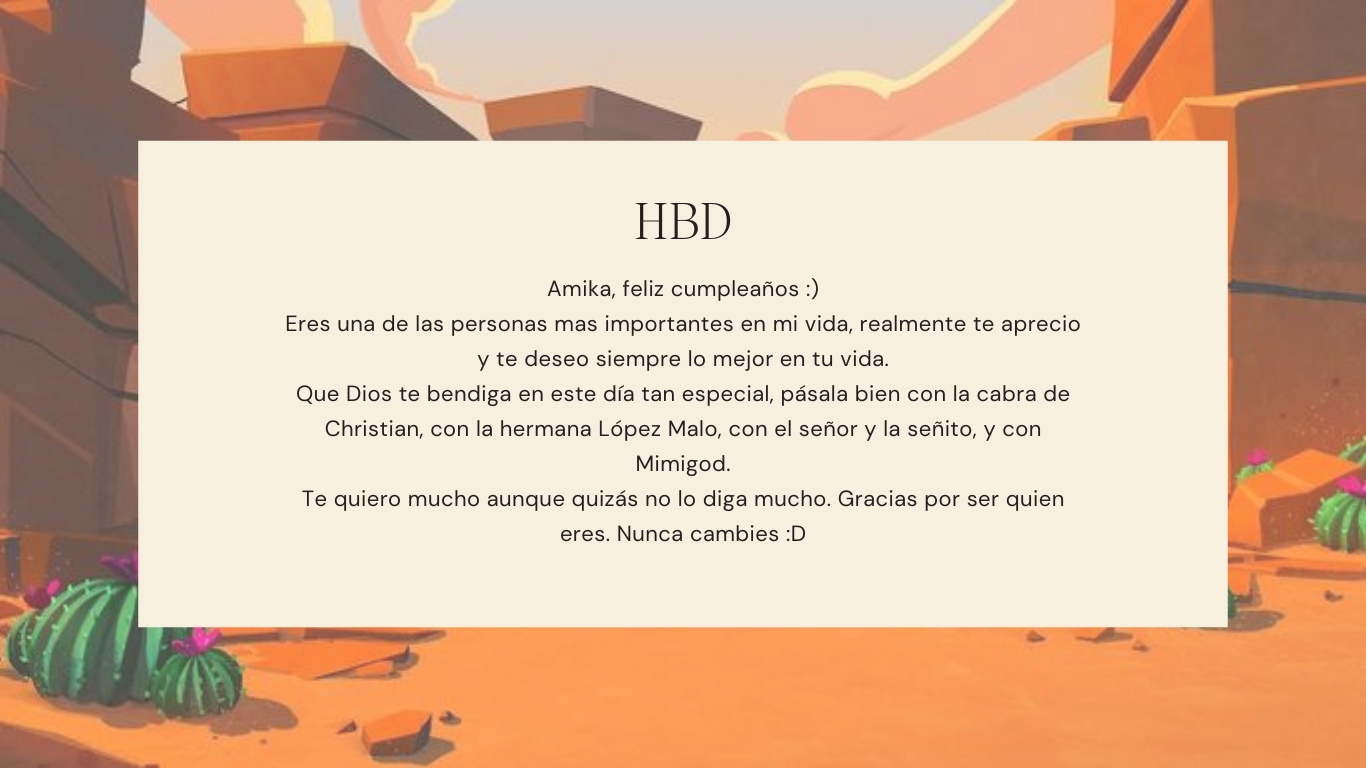 HBD
Amika, feliz cumpleaños :)
Eres una de las personas mas importantes en mi vida, realmente te aprecio
y te deseo siempre lo mejor en tu vida.
Que Dios te bendiga en este día tan especial, pásala bien con la cabra de
Christian, con la hermana López Malo, con el señor y la señito, y con
Mimigod.
Te quiero mucho aunque quizás no lo diga mucho. Gracias por ser quien
eres. Nunca cambies :D